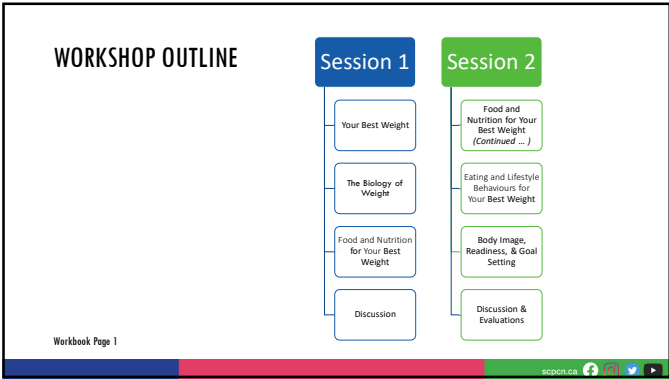 WORKSHOP OUTLINE
Session 1
Your Best Weight
The Biology of
Weight
Food and Nutrition
for Your Best
Weight
Discussion
Session 2
Food and
Nutrition for Your
Best Weight
(Continued ... )
Eating and Lifestyle
Behaviours for
Your Best Weight
Body Image,
Readiness, & Goal
Setting
Discussion &
Evaluations
Workbook Page 1
scpcn.ca